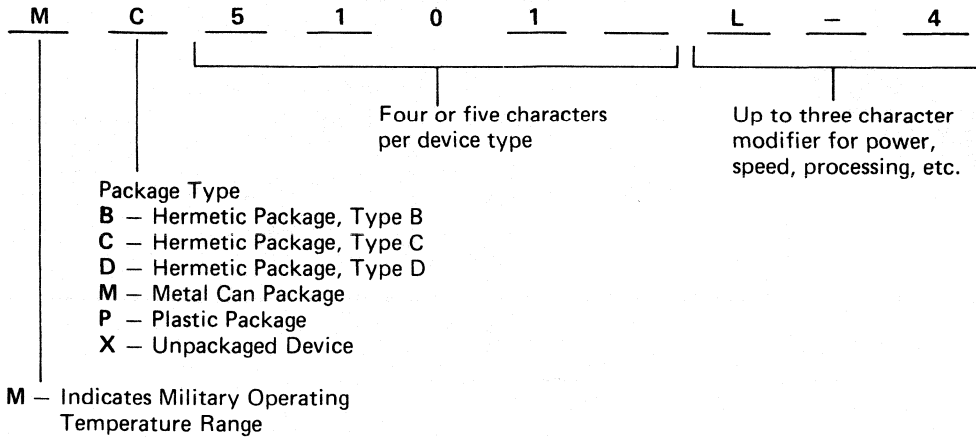 M C 5 1 0 1 L – 4
Four or five characters
per device type
Up to three character
modifier for power,
speed, processing, etc.
Package Type
B – Hermetic Package, Type B
C – Hermetic Package, Type C
D – Hermetic Package, Type D
M – Metal Can Package
P – Plastic Package
X – Unpackaged Device
M – Indicates Military Operating
Temperature Range